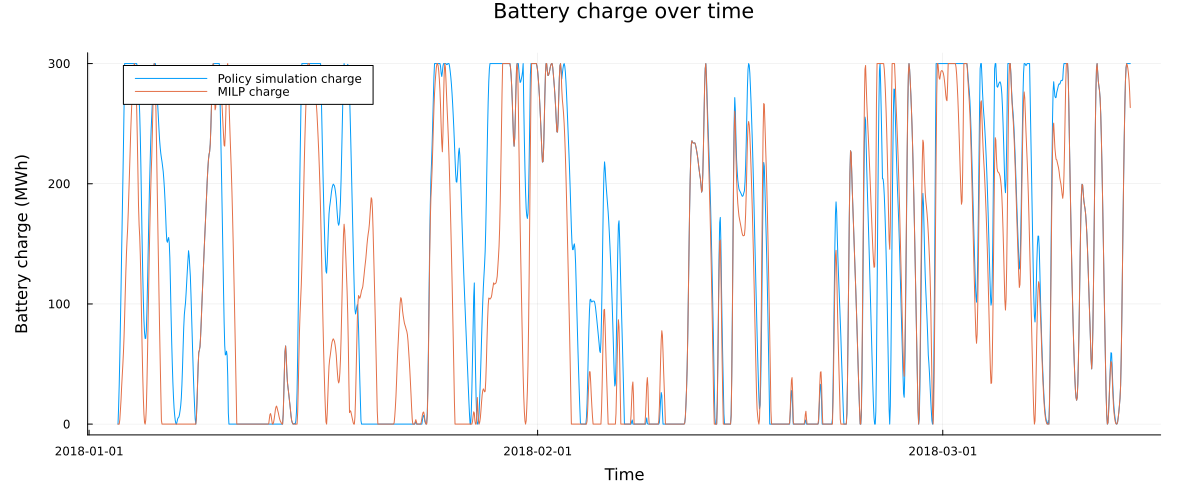 Battery charge over time
Policy simulation charge
MILP charge
Battery charge (MWh)
300
200
100
0
2018-01-01
2018-02-01
2018-03-01
Time